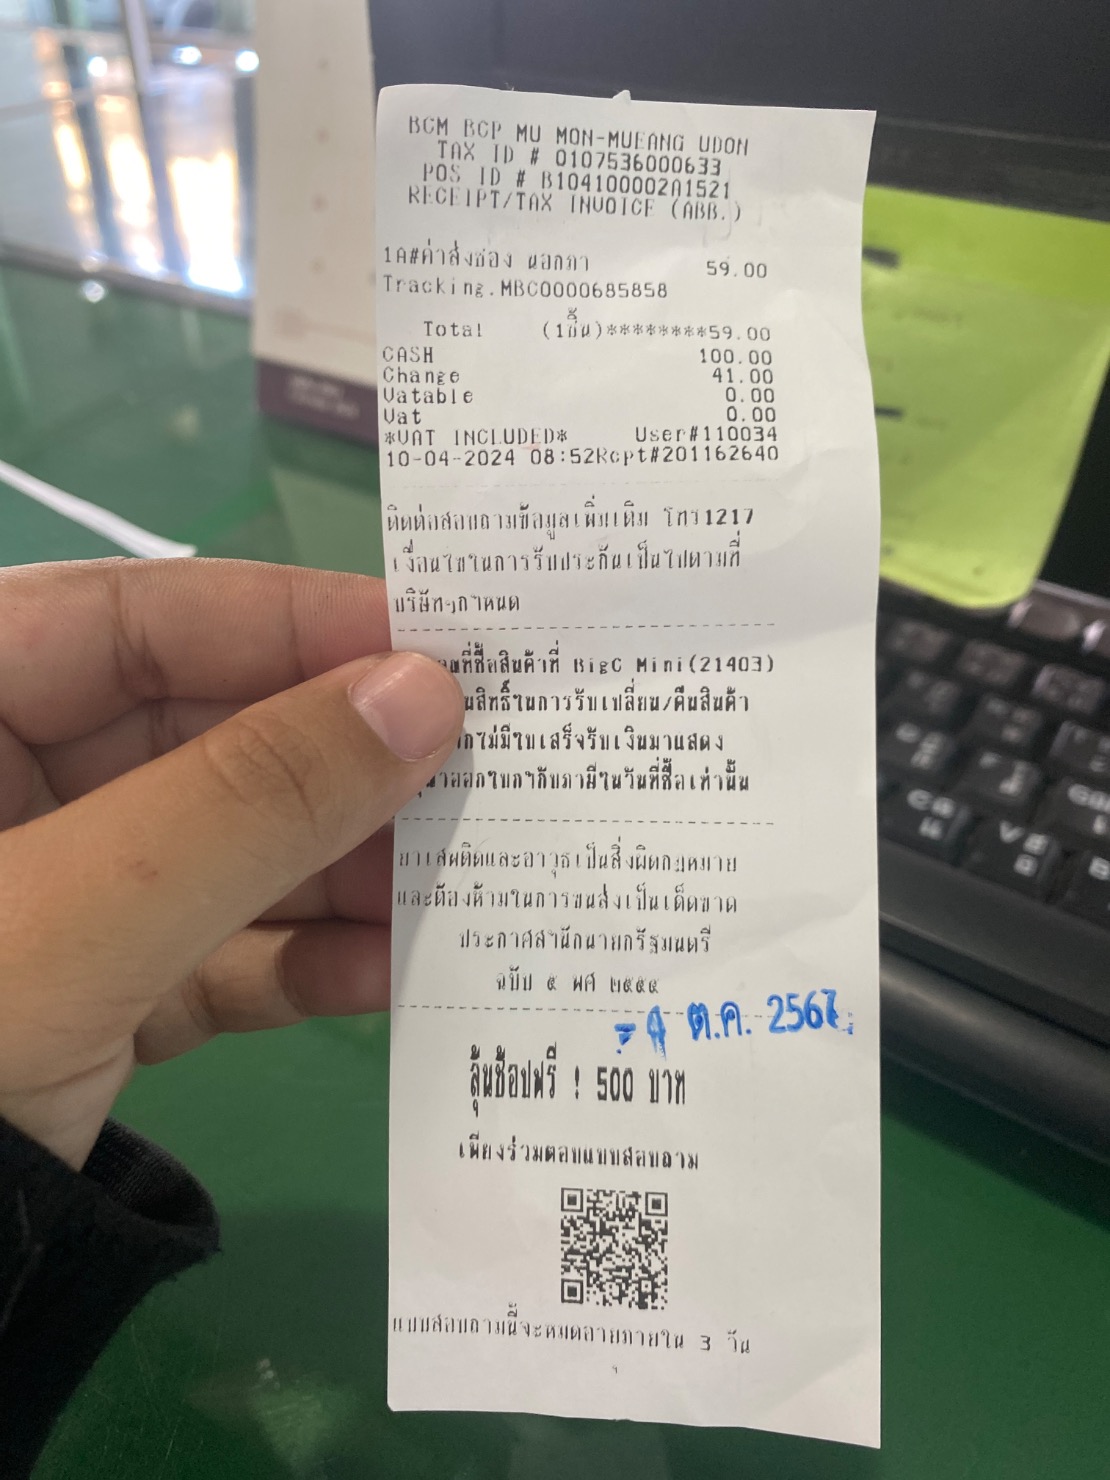 BCM BCP MU MON-MUEANG UDON
TAX ID # 0107536000633
POS ID # B104100002A1521
RECEIPT/TAX INVOICE (ABB.)
1A#ค่าส่งซอง นอกภา 59.00
Tracking.MBC0000685858
Total (1ชิ้น)********59.00
CASH 100.00
Change 41.00
Vatable 0.00
Vat 0.00
*VAT INCLUDED* User#110034
10-04-2024 08:52Rcpt#201162640
ติดต่อสอบถามข้อมูลเพิ่มเติม โทร1217
เงื่อนไขในการรับประกันเป็นไปตามที่
บริษัทฯกำหนด
ที่ซื้อสินค้าที่ BigC Mini(21403)
สิทธิ์ในการรับเปลี่ยน/คืนสินค้า
ไม่มีใบเสร็จรับเงินมาแสดง
ออกใบกำกับภาษีในวันที่ซื้อเท่านั้น
ยาเสพติดและอาวุธเป็นสิ่งผิดกฎหมาย
และต้องห้ามในการขนส่งเป็นเด็ดขาด
ประกาศสำนักนายกรัฐมนตรี
ฉบับ ๕ พศ ๒๕๕๕
ต.ค. 2567
ลุ้นช้อปฟรี ! 500 บาท
เพียงร่วมตอบแบบสอบถาม
แบบสอบถามนี้จะหมดอายุภายใน 3 วัน